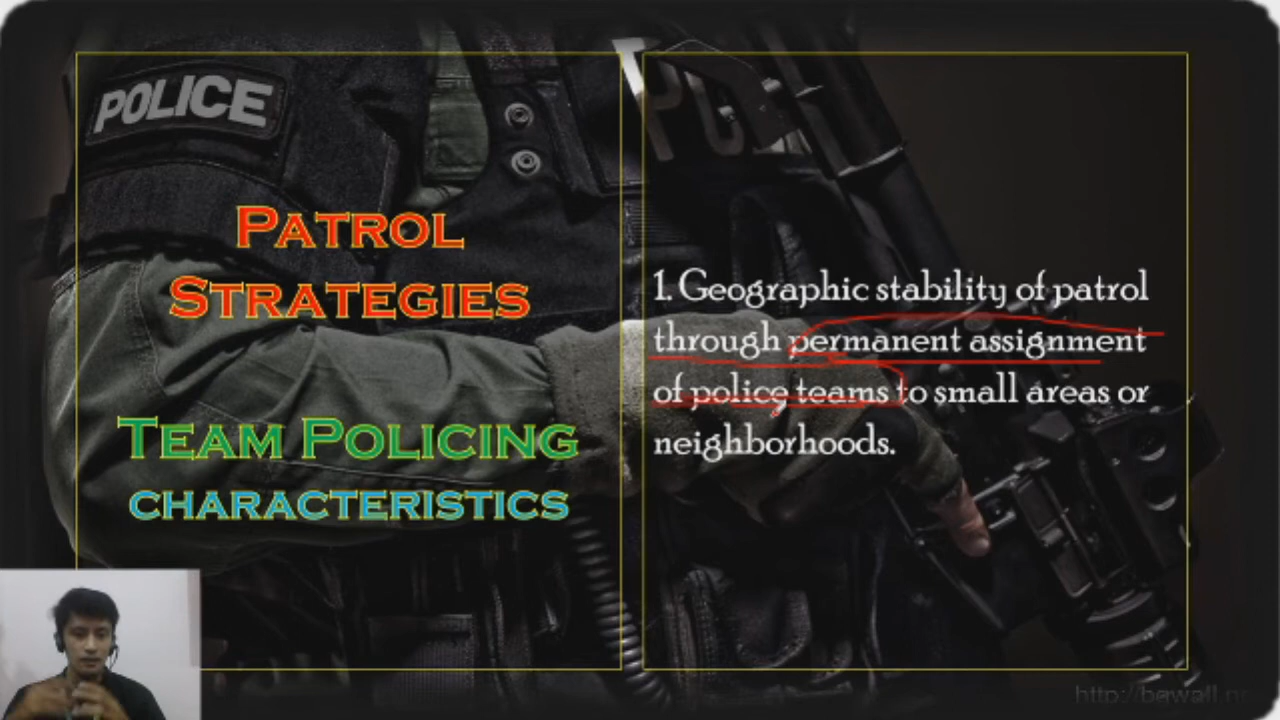 POLICE
PO
PATROL
STRATEGIES
TEAM POLICING
CHARACTERISTICS
1. Geographic stability of patrol
through permanent assignment
of police teams to small areas or
neighborhoods.